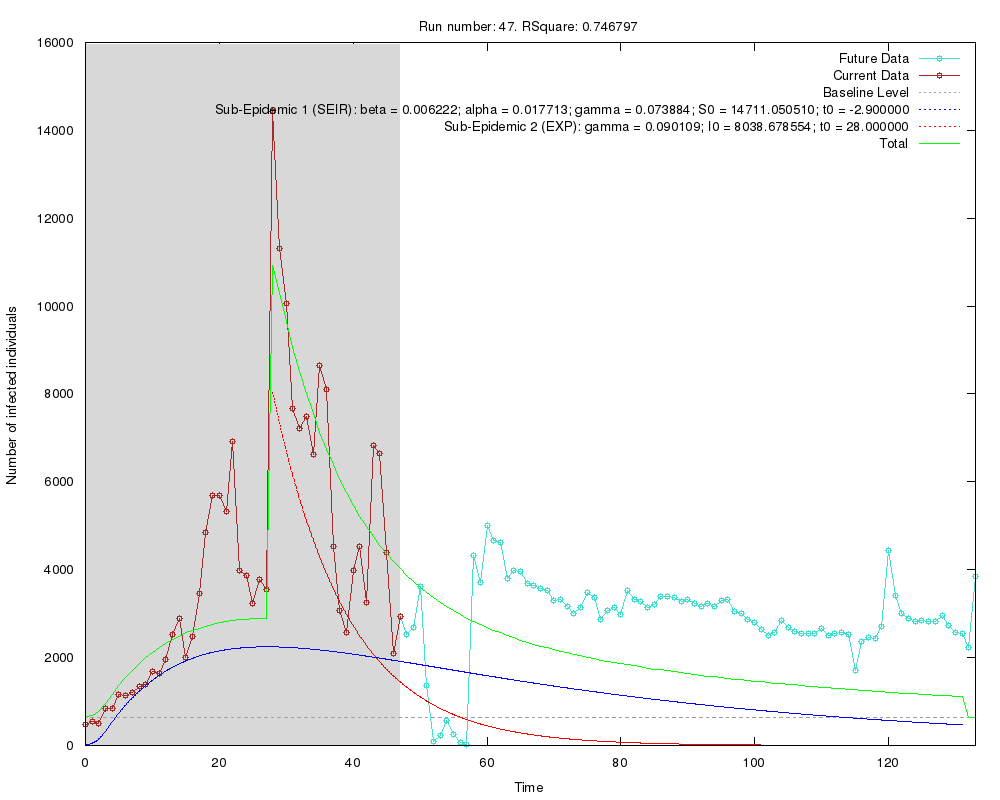 Run number: 47. RSquare: 0.746797
16000
14000
12000
10000
8000
6000
4000
2000
0
Number of infected individuals
Future Data
Current Data
Baseline Level
Sub-Epidemic 1 (SEIR): beta = 0.006222; alpha = 0.017713; gamma = 0.073884; S0 = 14711.050510; t0 = -2.900000
Sub-Epidemic 2 (EXP): gamma = 0.090109; I0 = 8038.678554; t0 = 28.000000
Total
0 20 40 60 80 100 120
Time